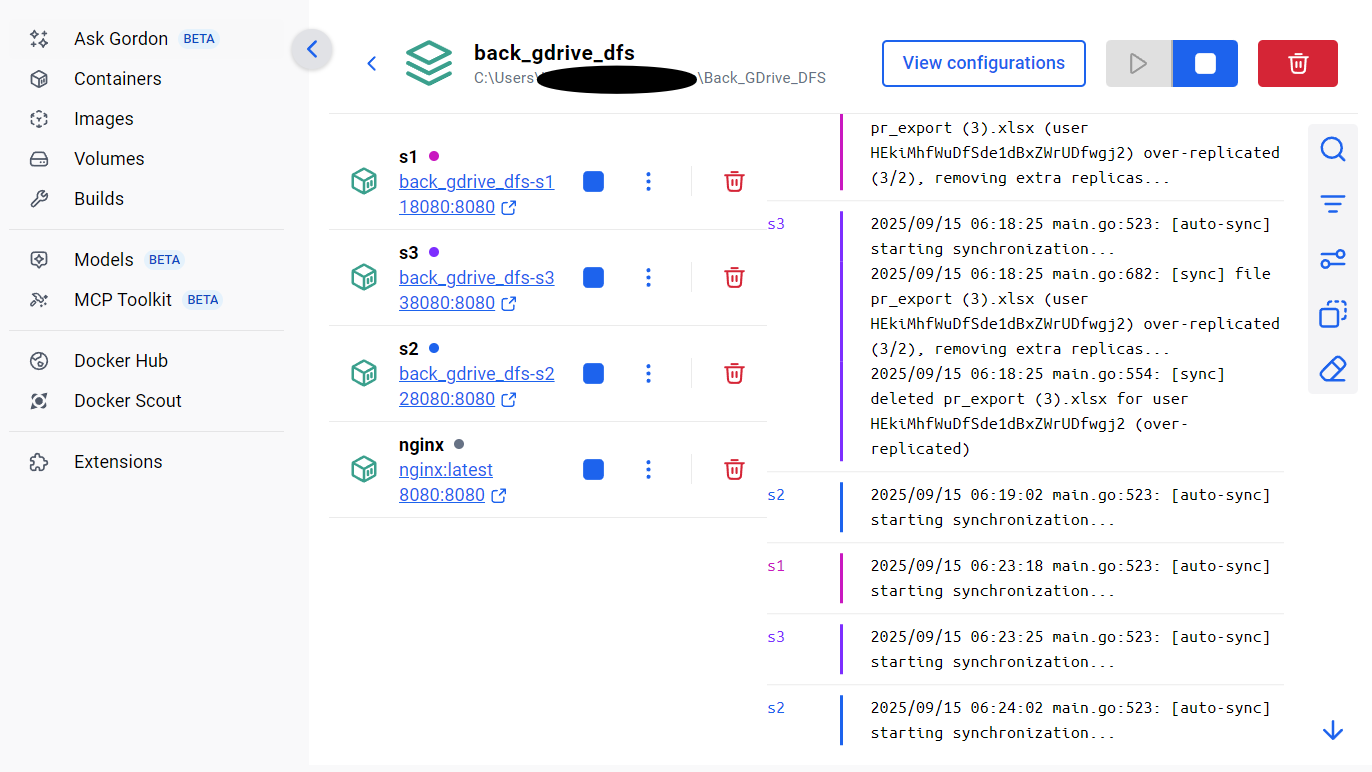 Ask Gordon BETA
Containers
Images
Volumes
Builds
Models BETA
MCP Toolkit BETA
Docker Hub
Docker Scout
Extensions
back_gdrive_dfs
C:\Users\ \Back_GDrive_DFS
View configurations
s1
back_gdrive_dfs-s1
18080:8080
s3
back_gdrive_dfs-s3
38080:8080
s2
back_gdrive_dfs-s2
28080:8080
nginx
nginx:latest
8080:8080
pr_export (3).xlsx (user
HEkiMhfWuDfSde1dBxZWrUDfwgj2) over-replicated
(3/2), removing extra replicas...
s3
2025/09/15 06:18:25 main.go:523: [auto-sync]
starting synchronization...
2025/09/15 06:18:25 main.go:682: [sync] file
pr_export (3).xlsx (user
HEkiMhfWuDfSde1dBxZWrUDfwgj2) over-replicated
(3/2), removing extra replicas...
2025/09/15 06:18:25 main.go:554: [sync]
deleted pr_export (3).xlsx for user
HEkiMhfWuDfSde1dBxZWrUDfwgj2 (over-
replicated)
s2
2025/09/15 06:19:02 main.go:523: [auto-sync]
starting synchronization...
s1
2025/09/15 06:23:18 main.go:523: [auto-sync]
starting synchronization...
s3
2025/09/15 06:23:25 main.go:523: [auto-sync]
starting synchronization...
s2
2025/09/15 06:24:02 main.go:523: [auto-sync]
starting synchronization...